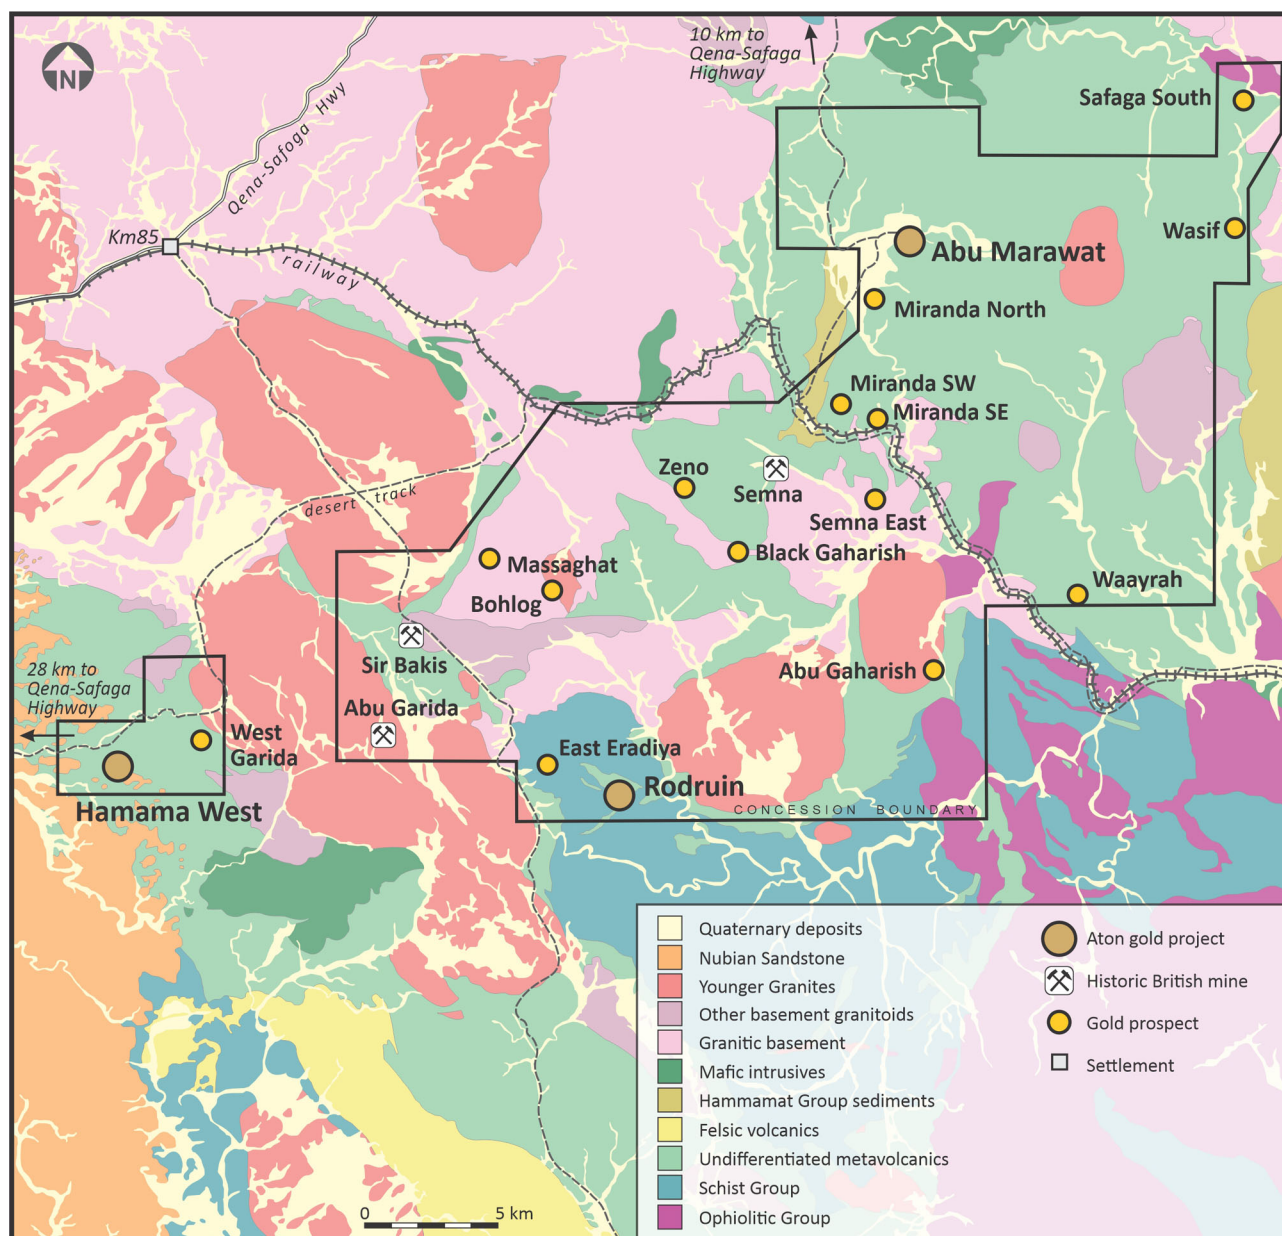 10 km to
Qena-Safaga
Highway
N
Safaga South
Qena-Safoga Hwy
Km85
Wasif
railway
Abu Marawat
Miranda North
Miranda SW
Miranda SE
Zeno
Semna
desert track
Semna East
Massaghat
Black Gaharish
Bohlog
Waayrah
Sir Bakis
28 km to
Qena-Safaga
Highway
Abu Gaharish
Abu Garida
West
Garida
East Eradiya
Rodruin
Hamama West
CONCESSION BOUNDARY
Quaternary deposits
Nubian Sandstone
Younger Granites
Other basement granitoids
Granitic basement
Mafic intrusives
Hammamat Group sediments
Felsic volcanics
Undifferentiated metavolcanics
Schist Group
Ophiolitic Group
Aton gold project
Historic British mine
Gold prospect
Settlement
0 5 km